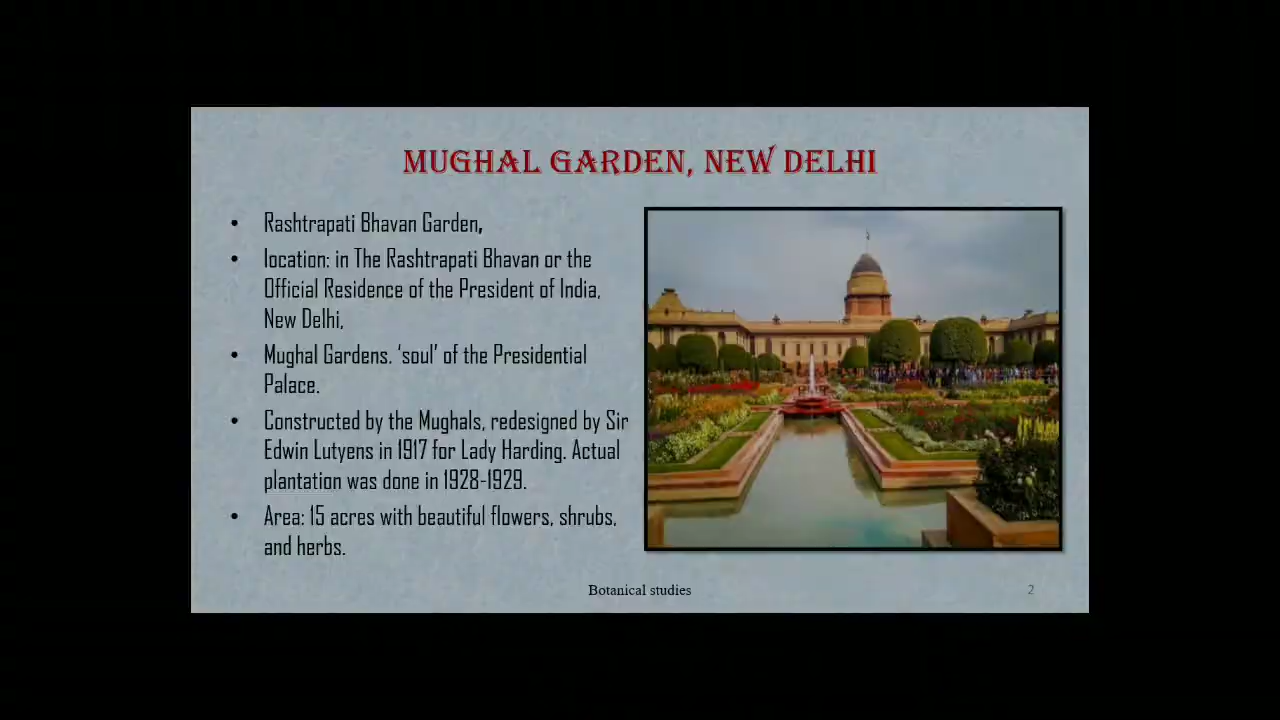 MUGHAL GARDEN, NEW DELHI
• Rashtrapati Bhavan Garden,
• location: in The Rashtrapati Bhavan or the
Official Residence of the President of India,
New Delhi,
• Mughal Gardens. ‘soul’ of the Presidential
Palace.
• Constructed by the Mughals, redesigned by Sir
Edwin Lutyens in 1917 for Lady Harding. Actual
plantation was done in 1928-1929.
• Area: 15 acres with beautiful flowers, shrubs,
and herbs.
Botanical studies
2